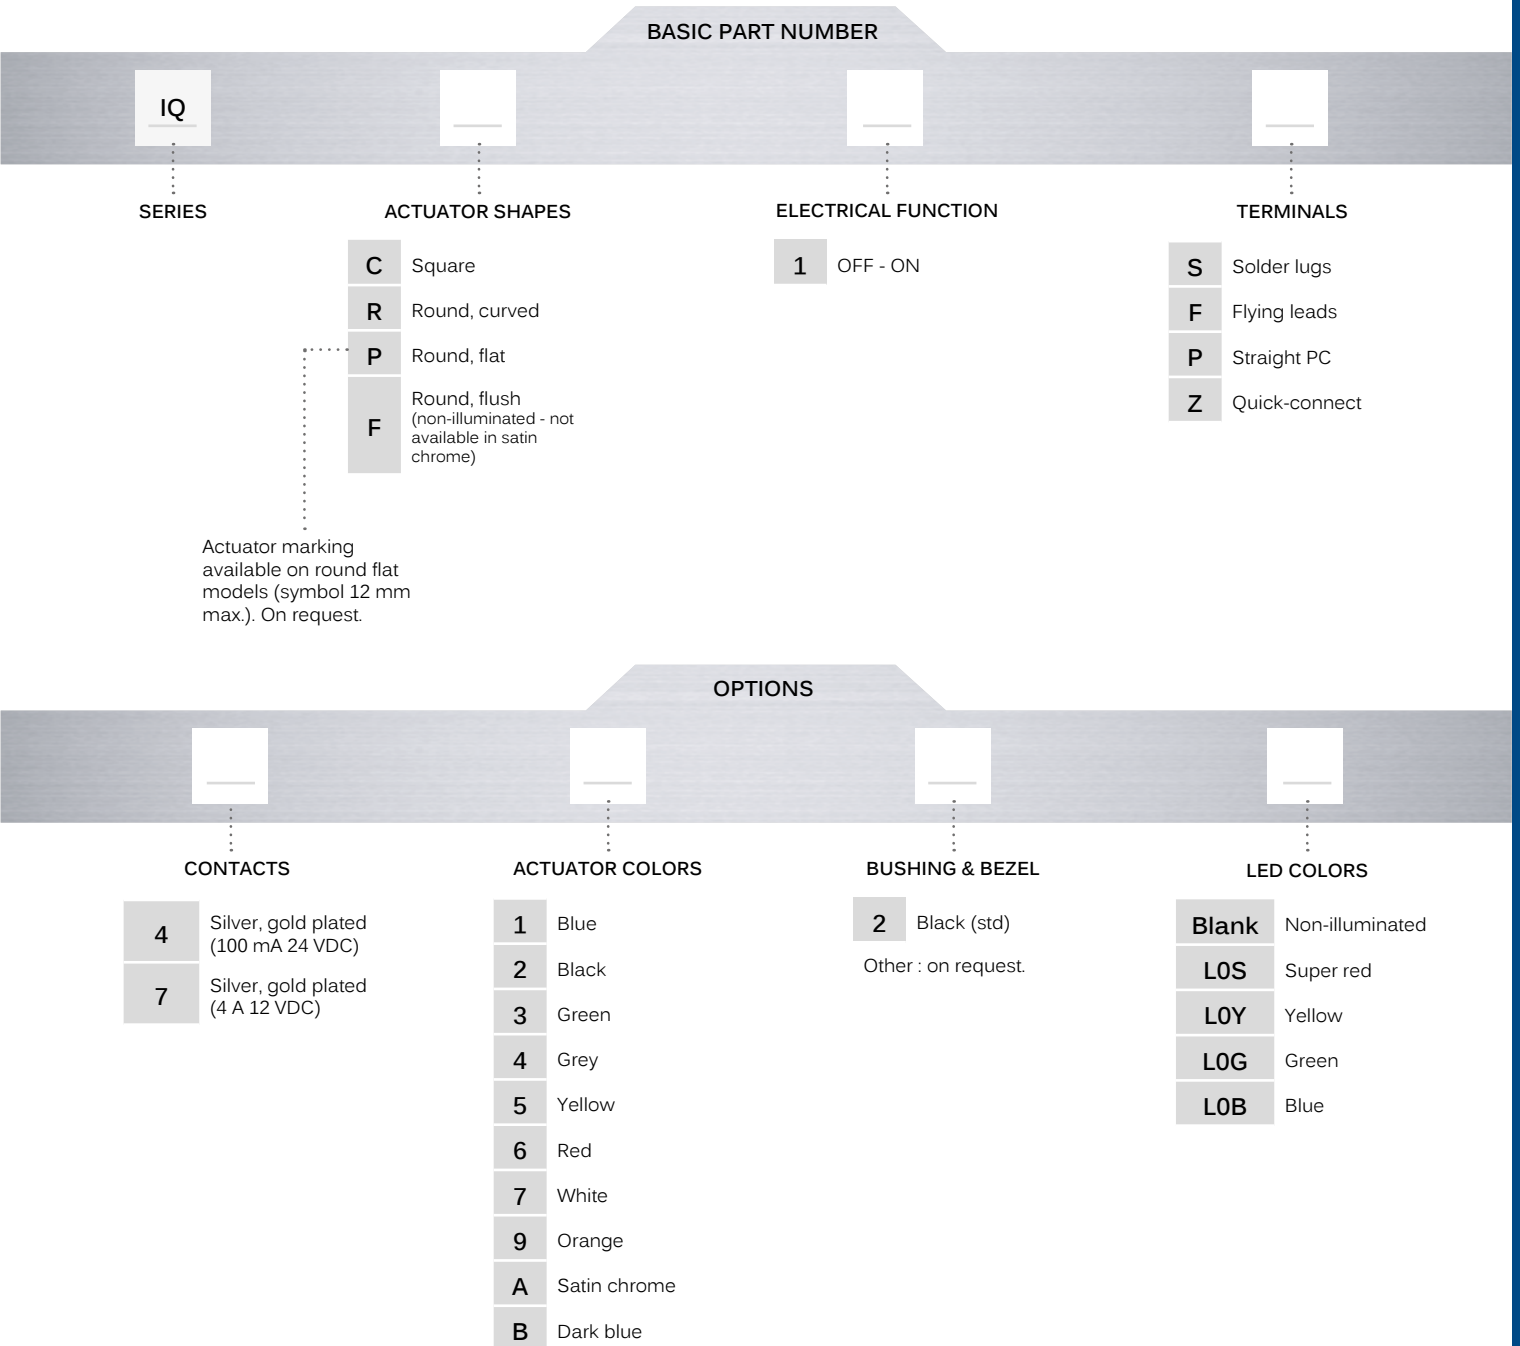 BASIC PART NUMBER
IQ
SERIES
ACTUATOR SHAPES
C Square
R Round, curved
P Round, flat
F Round, flush
(non-illuminated - not
available in satin
chrome)
Actuator marking
available on round flat
models (symbol 12 mm
max.). On request.
ELECTRICAL FUNCTION
1 OFF - ON
TERMINALS
S Solder lugs
F Flying leads
P Straight PC
Z Quick-connect
OPTIONS
CONTACTS
4 Silver, gold plated
(100 mA 24 VDC)
7 Silver, gold plated
(4 A 12 VDC)
ACTUATOR COLORS
1 Blue
2 Black
3 Green
4 Grey
5 Yellow
6 Red
7 White
9 Orange
A Satin chrome
B Dark blue
BUSHING & BEZEL
2 Black (std)
Other : on request.
LED COLORS
Blank Non-illuminated
L0S Super red
L0Y Yellow
L0G Green
L0B Blue